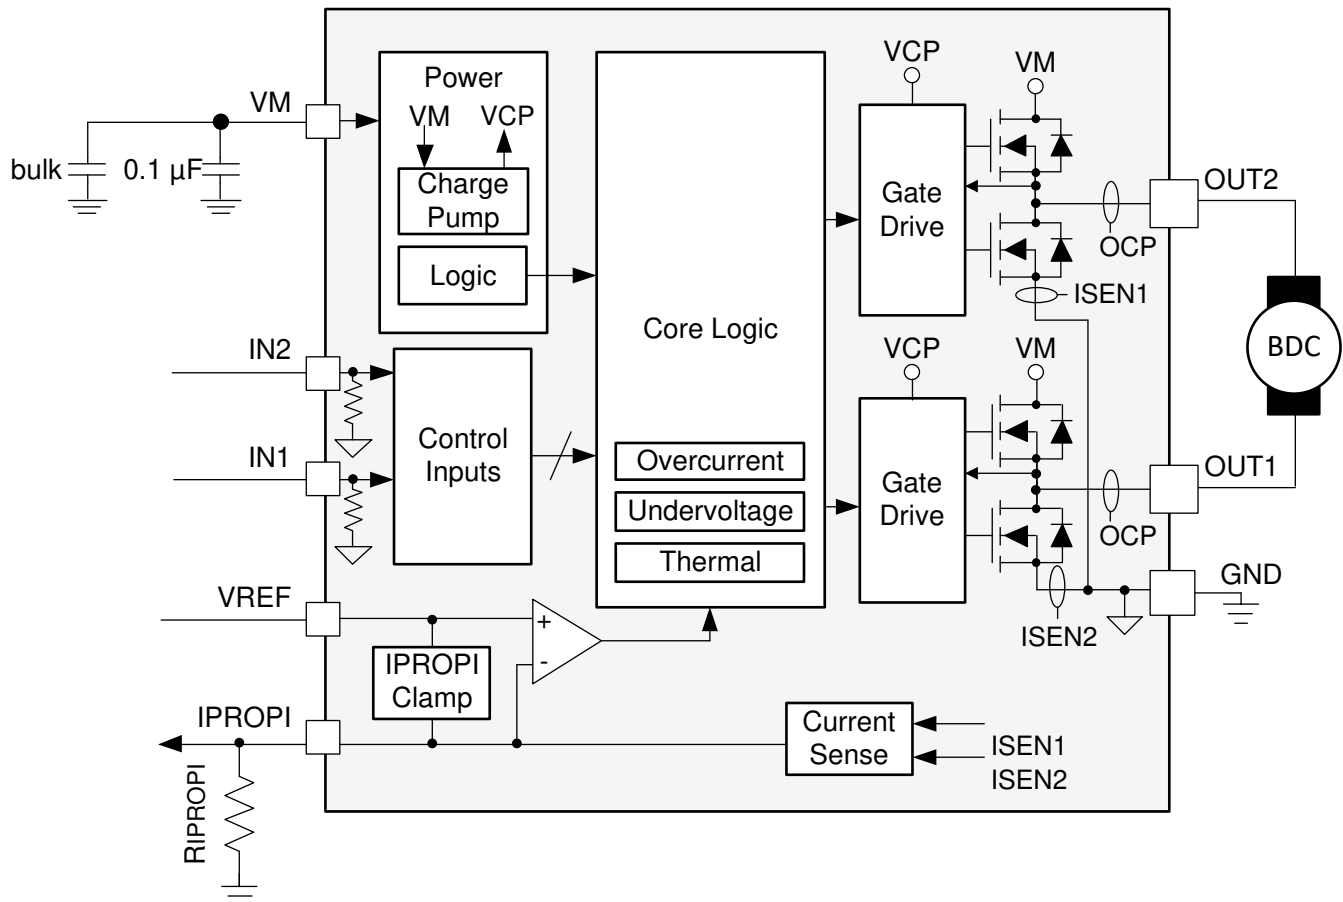 VM
bulk
0.1 µF
IN2
IN1
VREF
IPROPI
RIPROPI
Power
VM
VCP
Charge
Pump
Logic
Control
Inputs
IPROPI
Clamp
+
-
Core Logic
Overcurrent
Undervoltage
Thermal
VCP
VM
Gate
Drive
OCP
ISEN1
VCP
VM
Gate
Drive
OCP
ISEN2
Current
Sense
ISEN1
ISEN2
OUT2
BDC
OUT1
GND